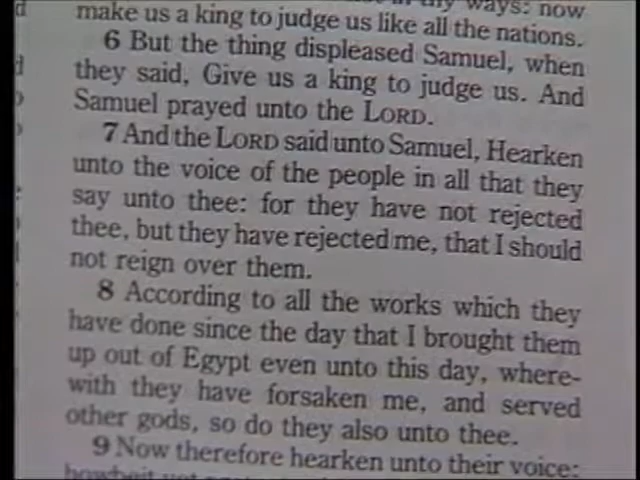 thy ways: now
make us a king to judge us like all the nations.
6 But the thing displeased Samuel, when
they said, Give us a king to judge us. And
Samuel prayed unto the LORD.
7 And the LORD said unto Samuel, Hearken
unto the voice of the people in all that they
say unto thee: for they have not rejected
thee, but they have rejected me, that I should
not reign over them.
8 According to all the works which they
have done since the day that I brought them
up out of Egypt even unto this day, where-
with they have forsaken me, and served
other gods, so do they also unto thee.
9 Now therefore hearken unto their voice:
howbeit yet